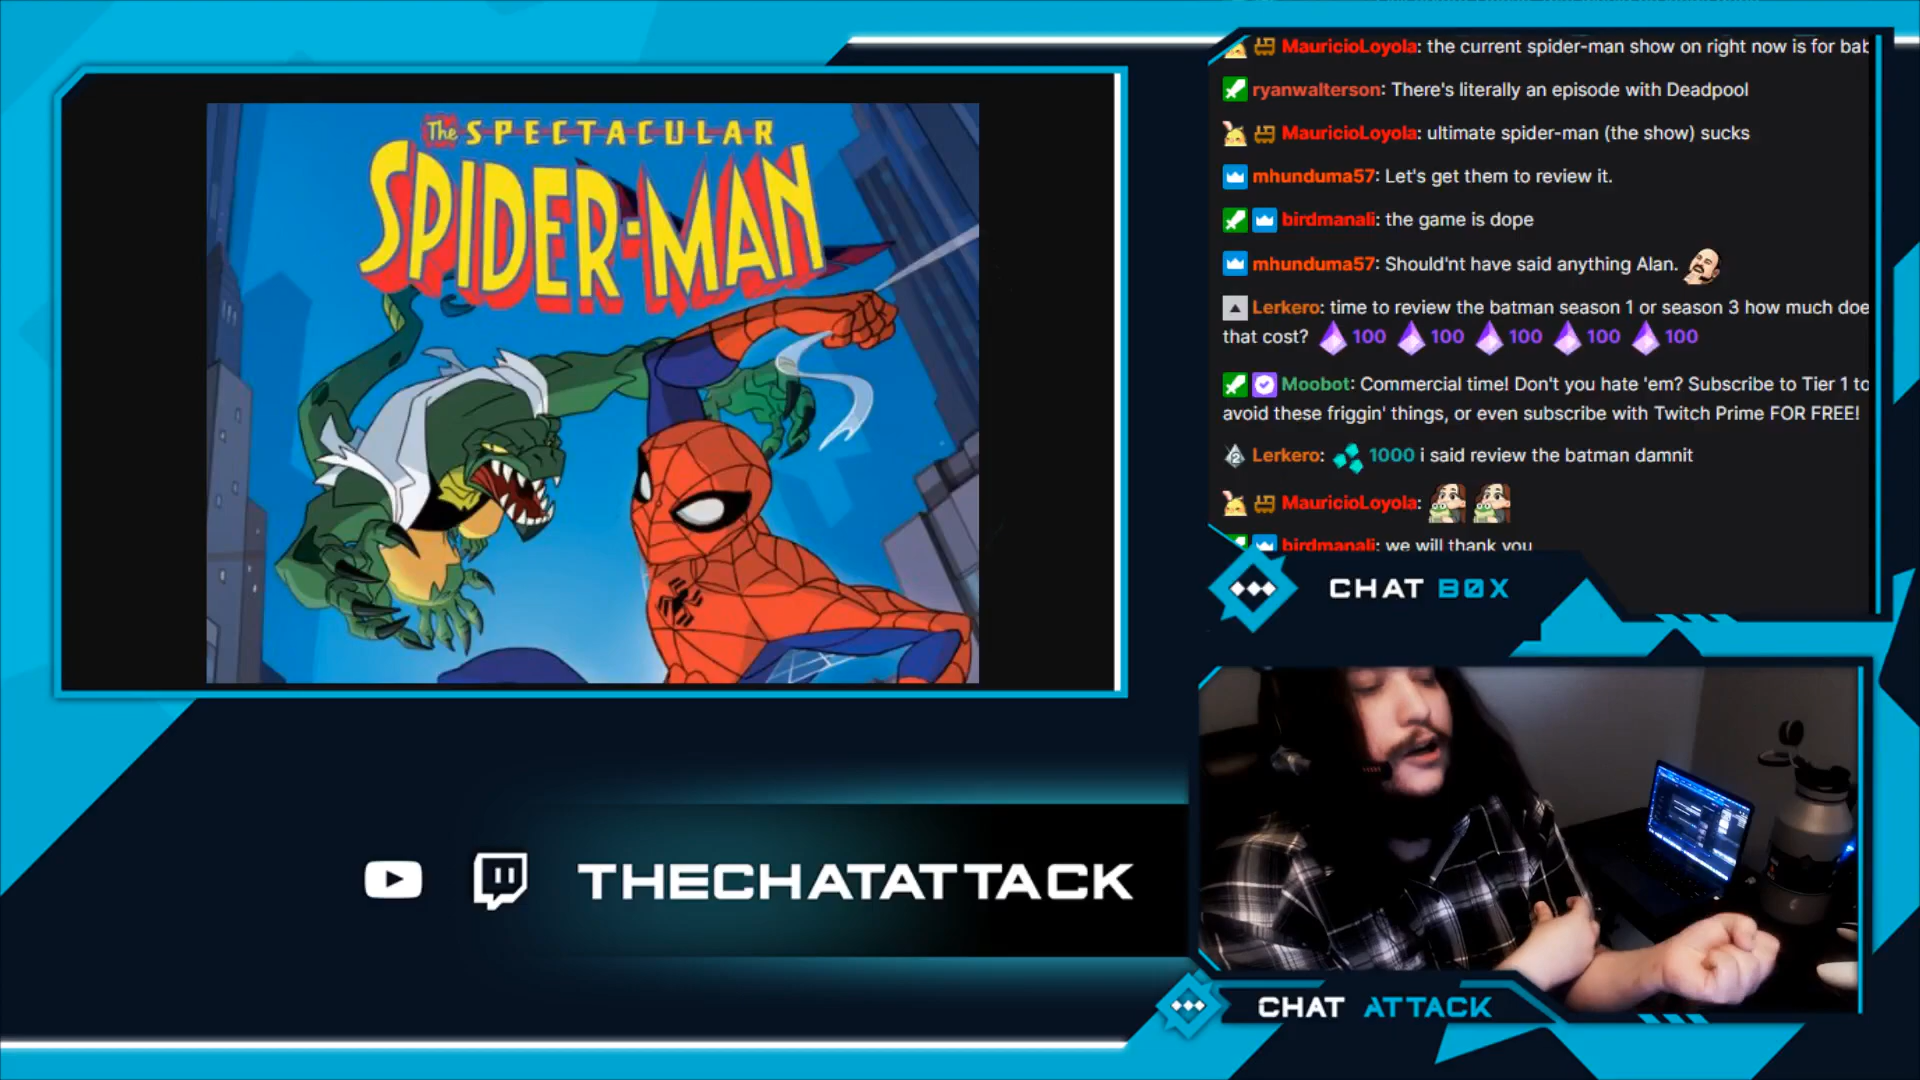 The SPECTACULAR
SPIDER-MAN
MauricioLoyola: the current spider-man show on right now is for bab
ryanwalterson: There's literally an episode with Deadpool
MauricioLoyola: ultimate spider-man (the show) sucks
mhunduma57: Let's get them to review it.
birdmanali: the game is dope
mhunduma57: Should'nt have said anything Alan.
Lerkero: time to review the batman season 1 or season 3 how much doe
that cost? 100 100 100 100 100
Moobot: Commercial time! Don't you hate 'em? Subscribe to Tier 1 to
avoid these friggin' things, or even subscribe with Twitch Prime FOR FREE!
Lerkero: 1000 i said review the batman damnit
MauricioLoyola:
birdmanali: we will thank you
CHAT B0X
THECHATATTACK
CHAT ATTACK